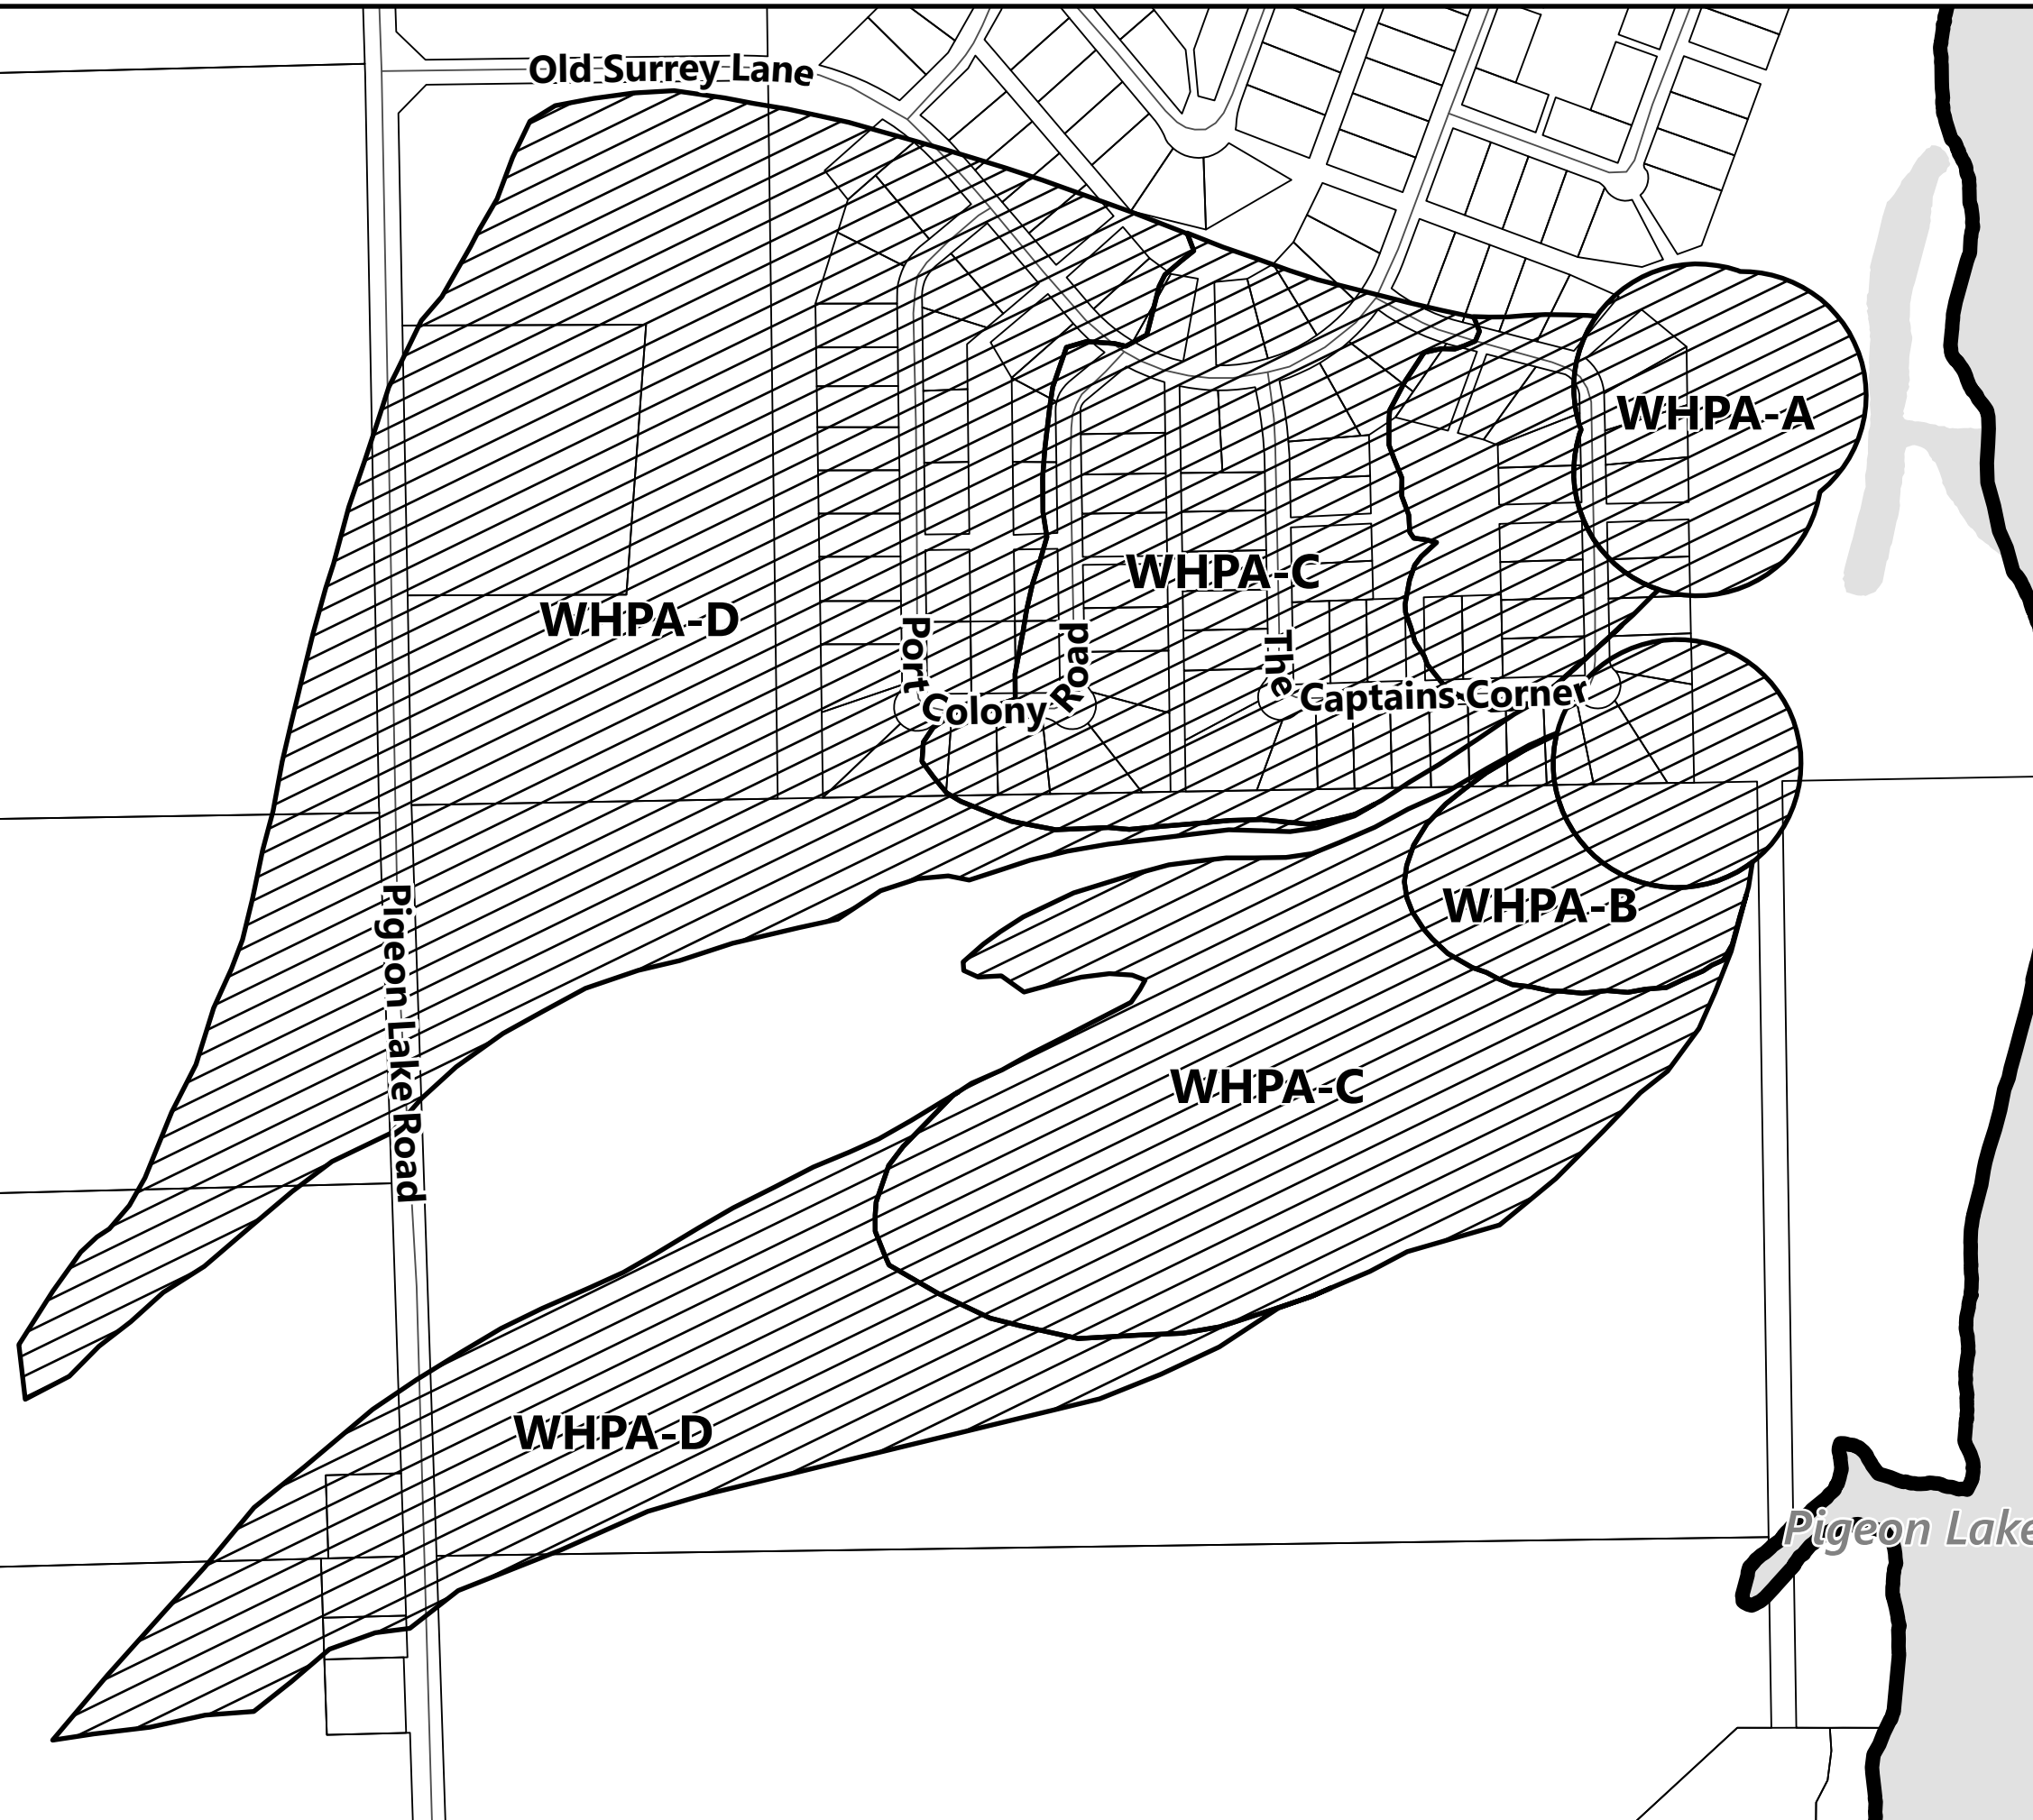 Old Surrey Lane
WHPA-A
WHPA-C
WHPA-D
Port
Colony
Road
The
Captains Corner
WHPA-B
Pigeon Lake Road
WHPA-C
WHPA-D
Pigeon Lake